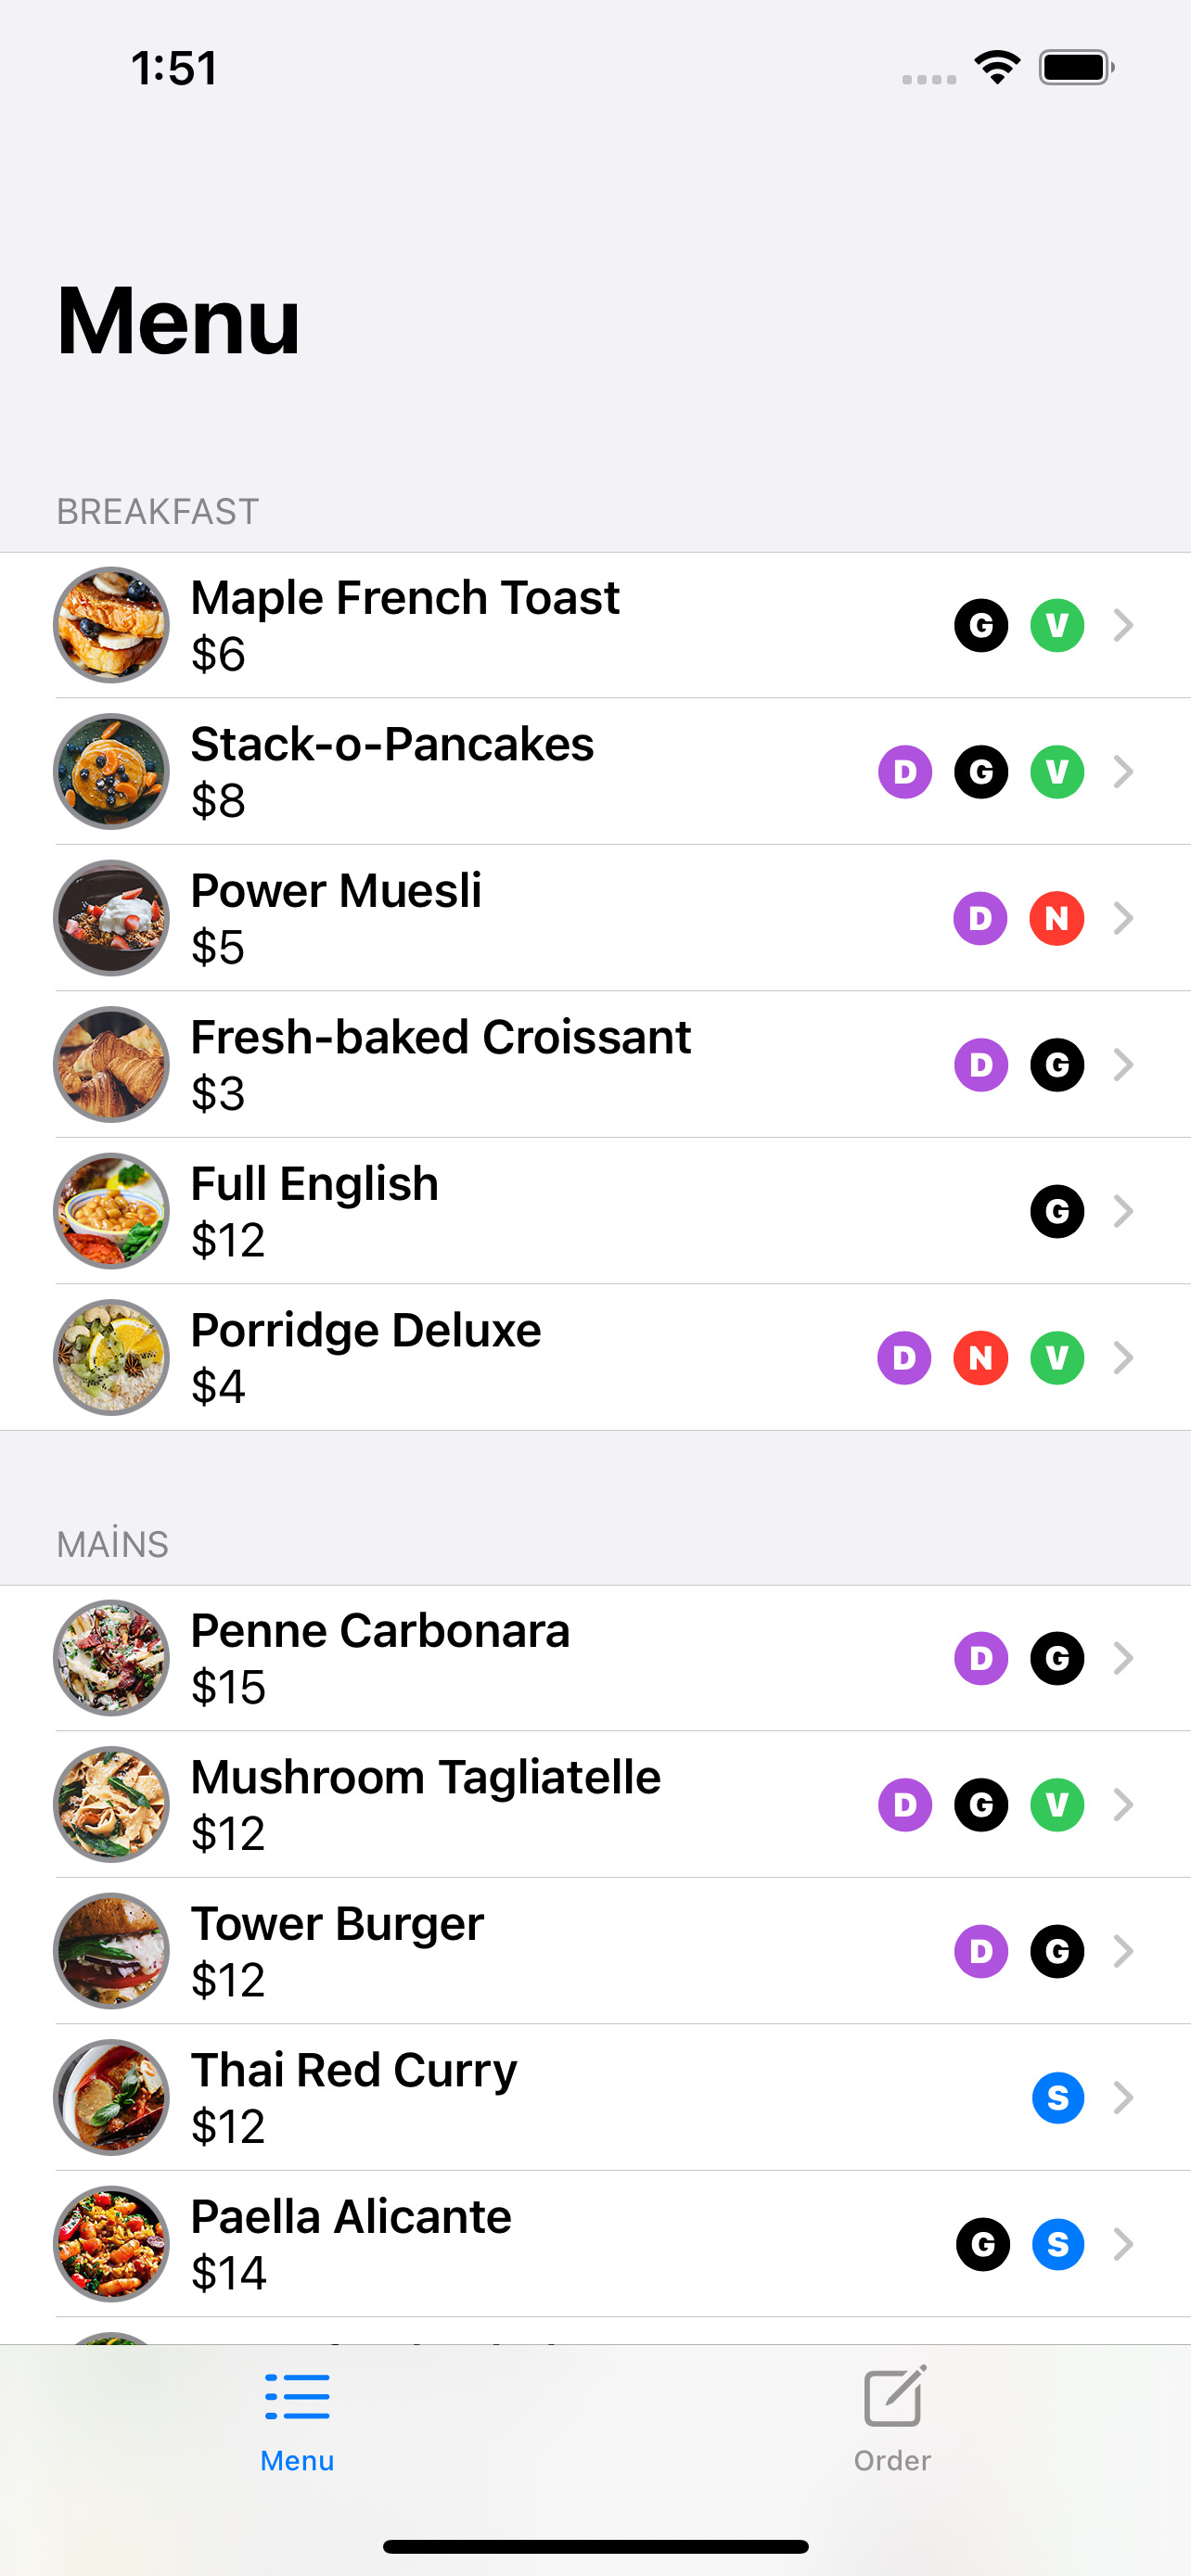 1:51
Menu
BREAKFAST
Maple French Toast
$6
G V
Stack-o-Pancakes
$8
D G V
Power Muesli
$5
D N
Fresh-baked Croissant
$3
D G
Full English
$12
G
Porridge Deluxe
$4
D N V
MAİNS
Penne Carbonara
$15
D G
Mushroom Tagliatelle
$12
D G V
Tower Burger
$12
D G
Thai Red Curry
$12
S
Paella Alicante
$14
G S
Menu
Order